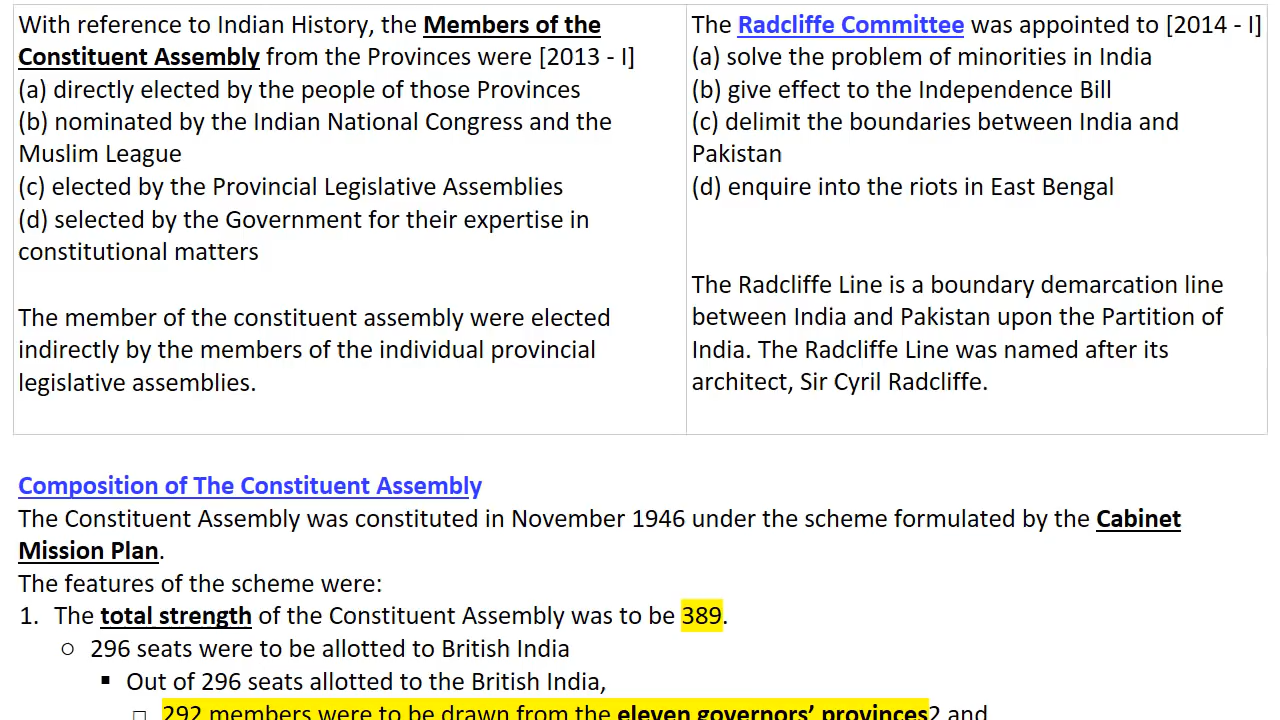 With reference to Indian History, the Members of the
Constituent Assembly from the Provinces were [2013 - I]
(a) directly elected by the people of those Provinces
(b) nominated by the Indian National Congress and the
Muslim League
(c) elected by the Provincial Legislative Assemblies
(d) selected by the Government for their expertise in
constitutional matters
The member of the constituent assembly were elected
indirectly by the members of the individual provincial
legislative assemblies.
The Radcliffe Committee was appointed to [2014 - I]
(a) solve the problem of minorities in India
(b) give effect to the Independence Bill
(c) delimit the boundaries between India and
Pakistan
(d) enquire into the riots in East Bengal
The Radcliffe Line is a boundary demarcation line
between India and Pakistan upon the Partition of
India. The Radcliffe Line was named after its
architect, Sir Cyril Radcliffe.
Composition of The Constituent Assembly
The Constituent Assembly was constituted in November 1946 under the scheme formulated by the Cabinet
Mission Plan.
The features of the scheme were:
1. The total strength of the Constituent Assembly was to be 389.
○ 296 seats were to be allotted to British India
▪ Out of 296 seats allotted to the British India,
□ 292 members were to be drawn from the eleven governors' provinces2 and